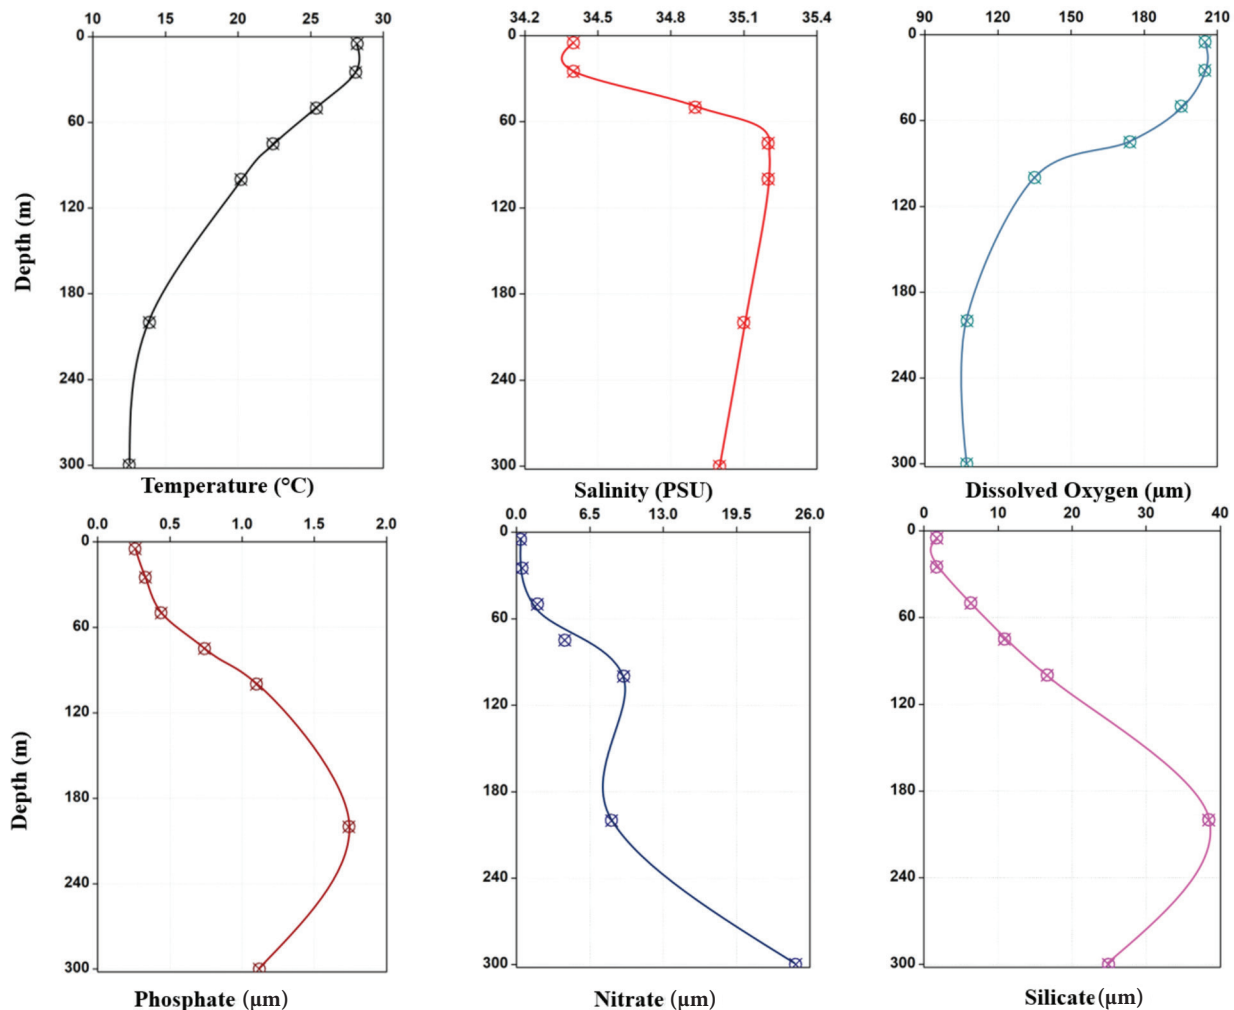 10 15 20 25 30
34.2 34.5 34.8 35.1 35.4
90 120 150 180 210
0
60
120
180
240
300
Depth (m)
Temperature (°C)
0
60
120
180
240
300
Salinity (PSU)
0
60
120
180
240
300
Dissolved Oxygen (µm)
0.0 0.5 1.0 1.5 2.0
0
60
120
180
240
300
Depth (m)
Phosphate (µm)
0.0 6.5 13.0 19.5 26.0
0
60
120
180
240
300
Nitrate (µm)
0 10 20 30 40
0
60
120
180
240
300
Silicate (µm)